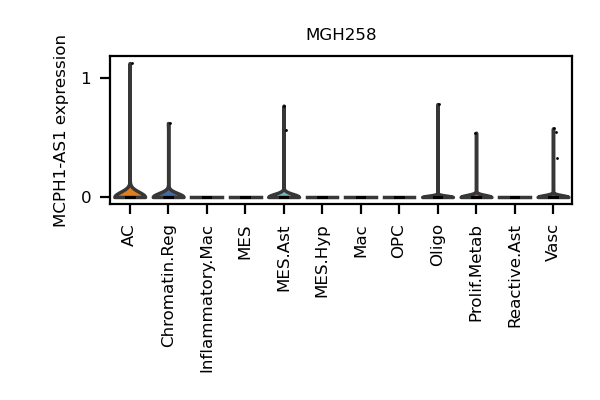 MGH258
MCPH1-AS1 expression
1
0
AC
Chromatin.Reg
Inflammatory.Mac
MES
MES.Ast
MES.Hyp
Mac
OPC
Oligo
Prolif.Metab
Reactive.Ast
Vasc